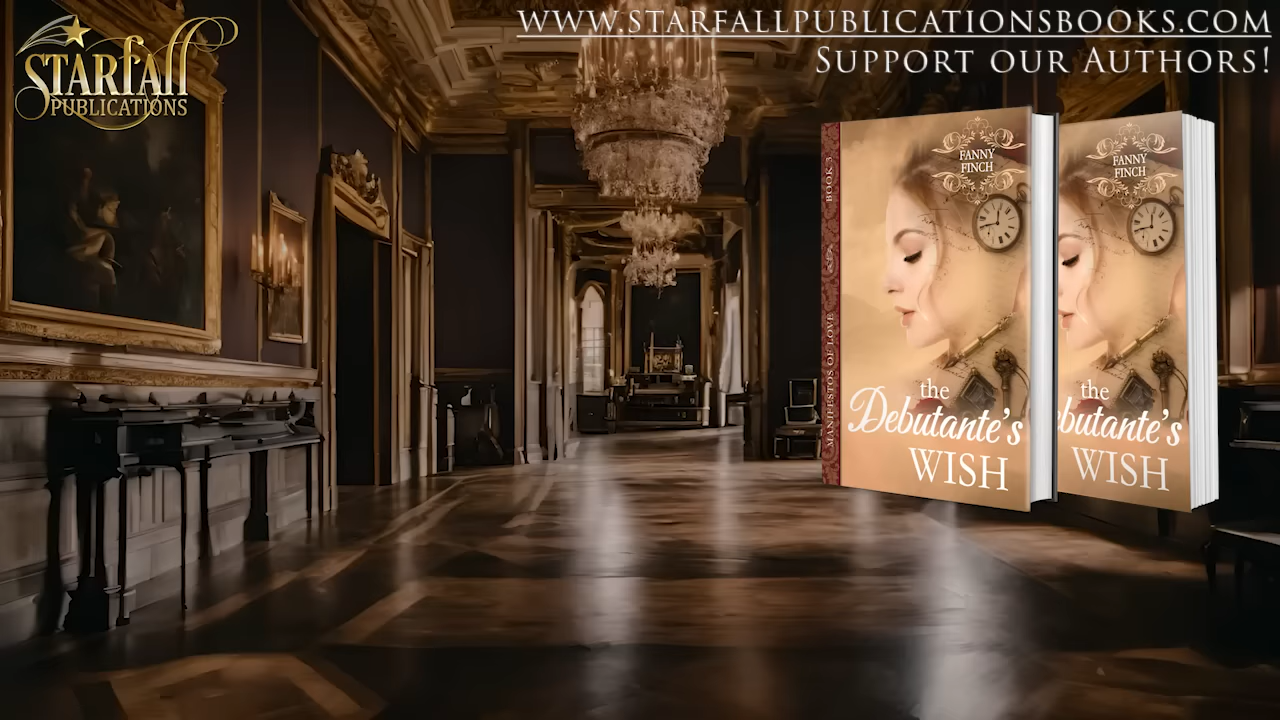 STARfall
PUBLICATIONS
WWW.STARFALLPUBLICATIONSBOOKS.COM
SUPPORT OUR AUTHORS!
BOOK 3
MANIFESTOS OF LOVE
FANNY
FINCH
the
Debutante's
WISH
FANNY
FINCH
the
ebutante's
WISH